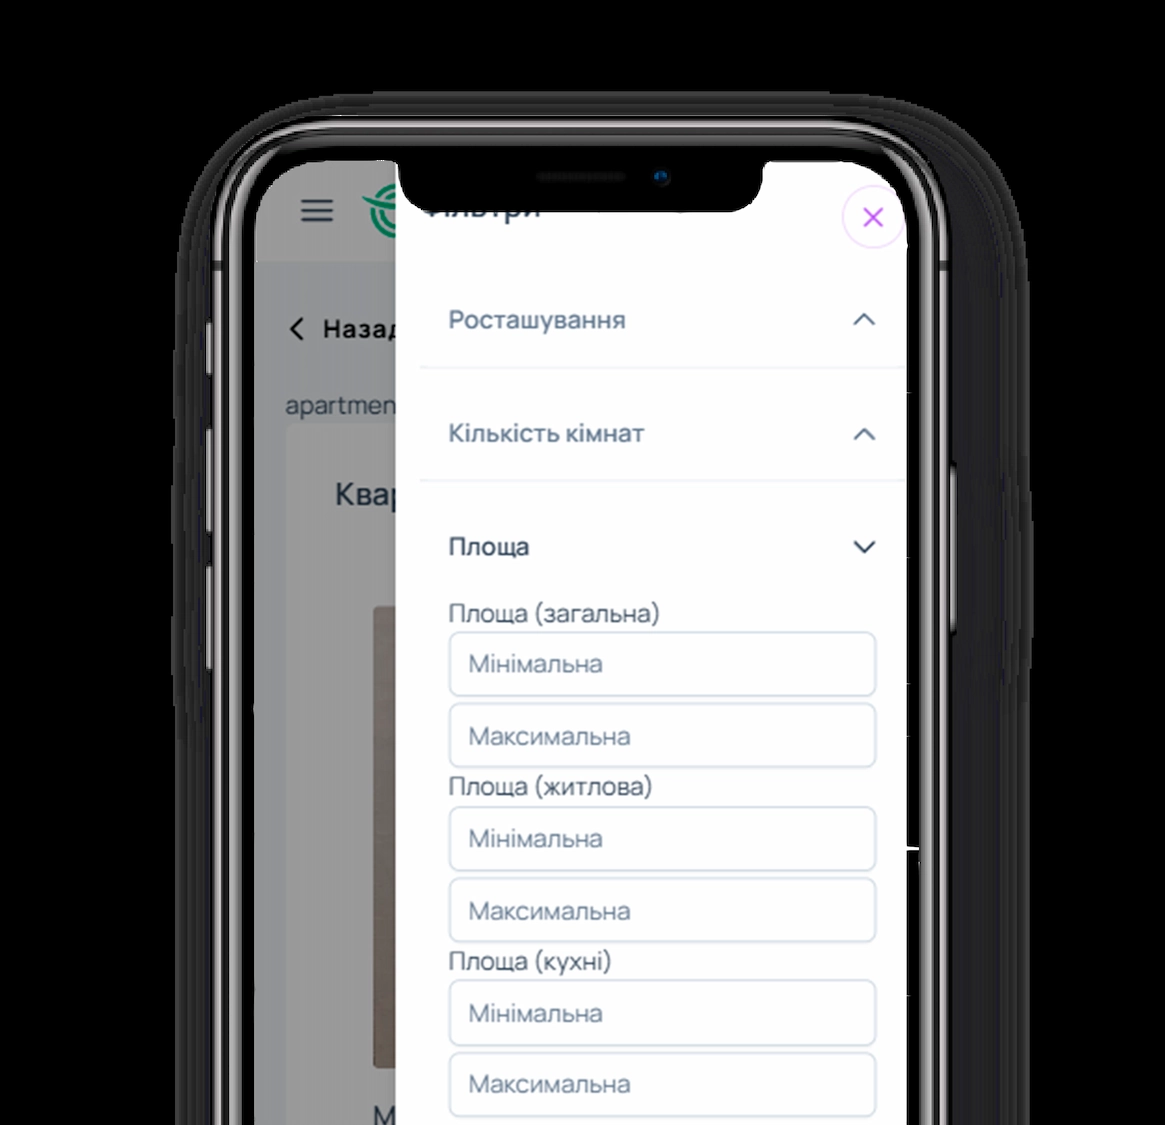 Фільтри
Назад
Росташування
apartmen
Кількість кімнат
Квар
Площа
Площа (загальна)
Мінімальна
Максимальна
Площа (житлова)
Мінімальна
Максимальна
Площа (кухні)
Мінімальна
Максимальна
М